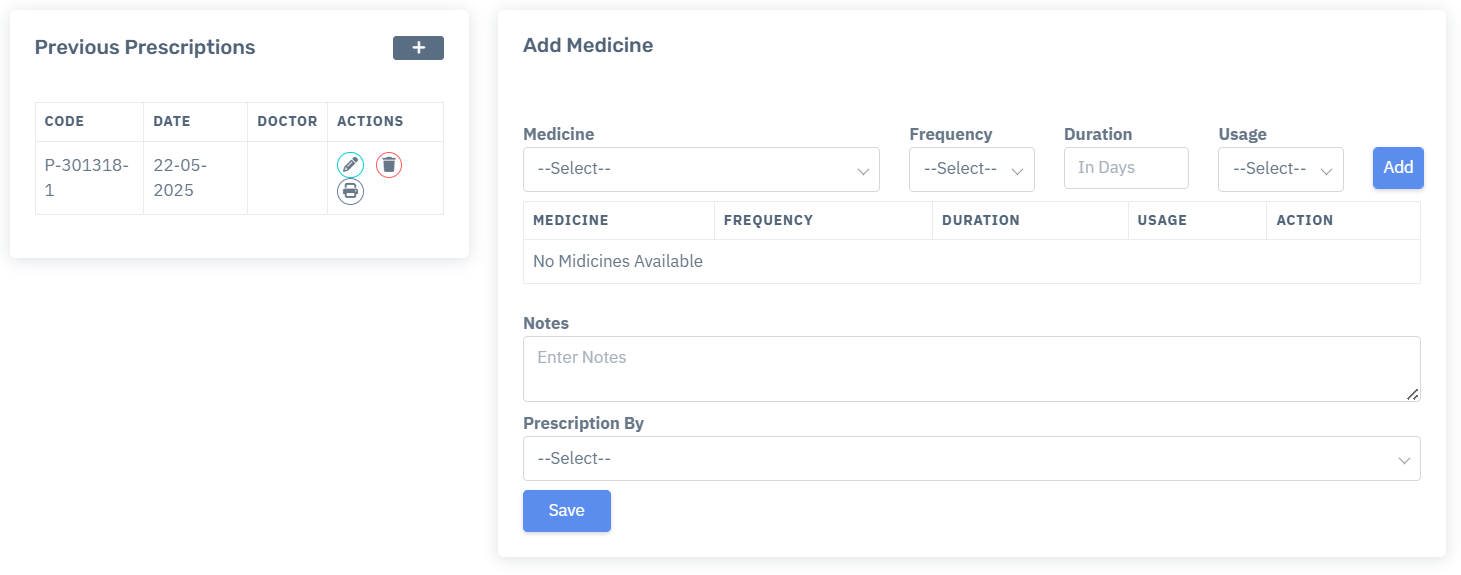 Previous Prescriptions
+
CODE DATE DOCTOR ACTIONS
P-301318-
1
22-05-
2025
Add Medicine
Medicine Frequency Duration Usage
--Select-- --Select-- In Days --Select-- Add
MEDICINE FREQUENCY DURATION USAGE ACTION
No Midicines Available
Notes
Enter Notes
Prescription By
--Select--
Save